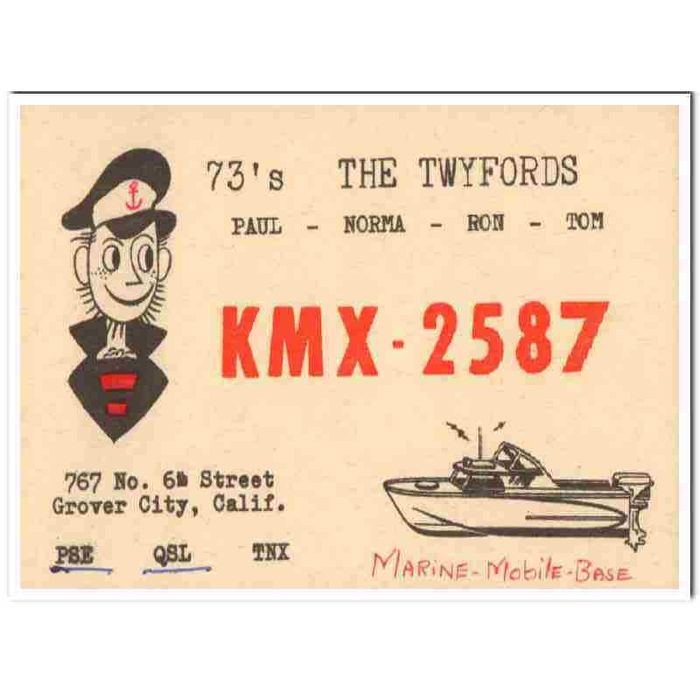 73's THE TWYFORDS
PAUL - NORMA - RON - TOM
KMX-2587
767 No. 6th Street
Grover City, Calif.
PSE QSL TNX
MARINE-MobilE-BASE